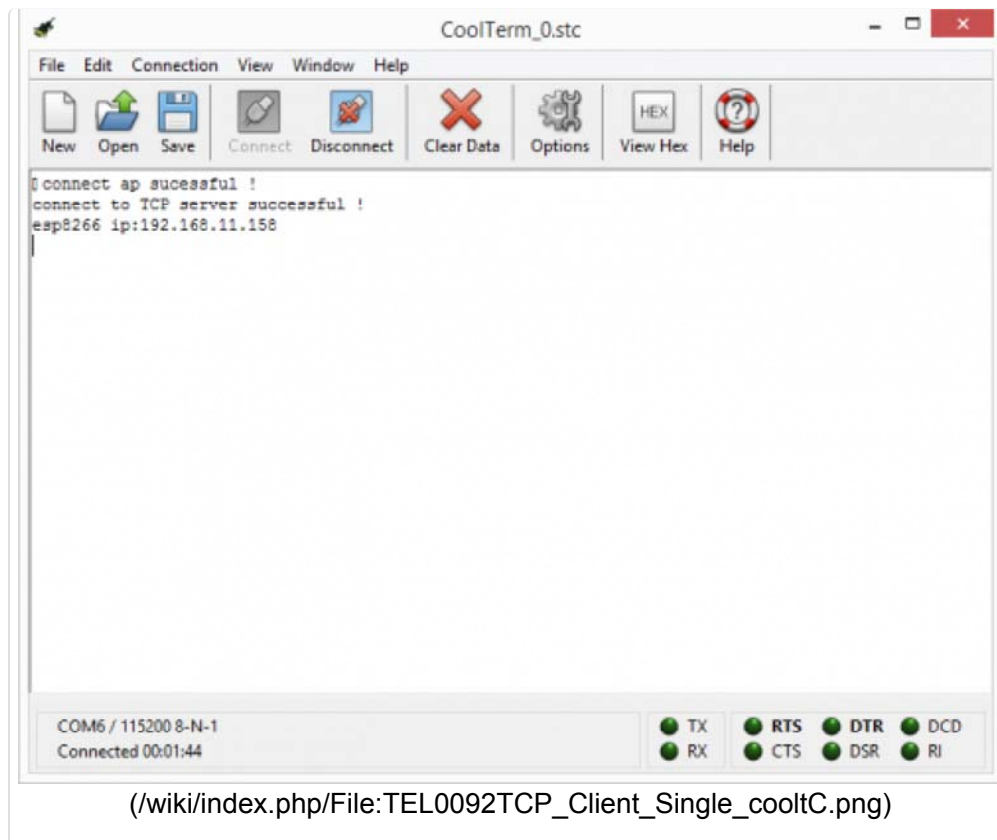 CoolTerm_0.stc
File Edit Connection View Window Help
HEX
New Open Save Connect Disconnect Clear Data Options View Hex Help
connect ap sucessful !
connect to TCP server successful !
esp8266 ip:192.168.11.158
COM6 / 115200 8-N-1
Connected 00:01:44
TX RTS DTR DCD
RX CTS DSR RI
(/wiki/index.php/File:TEL0092TCP_Client_Single_cooltC.png)